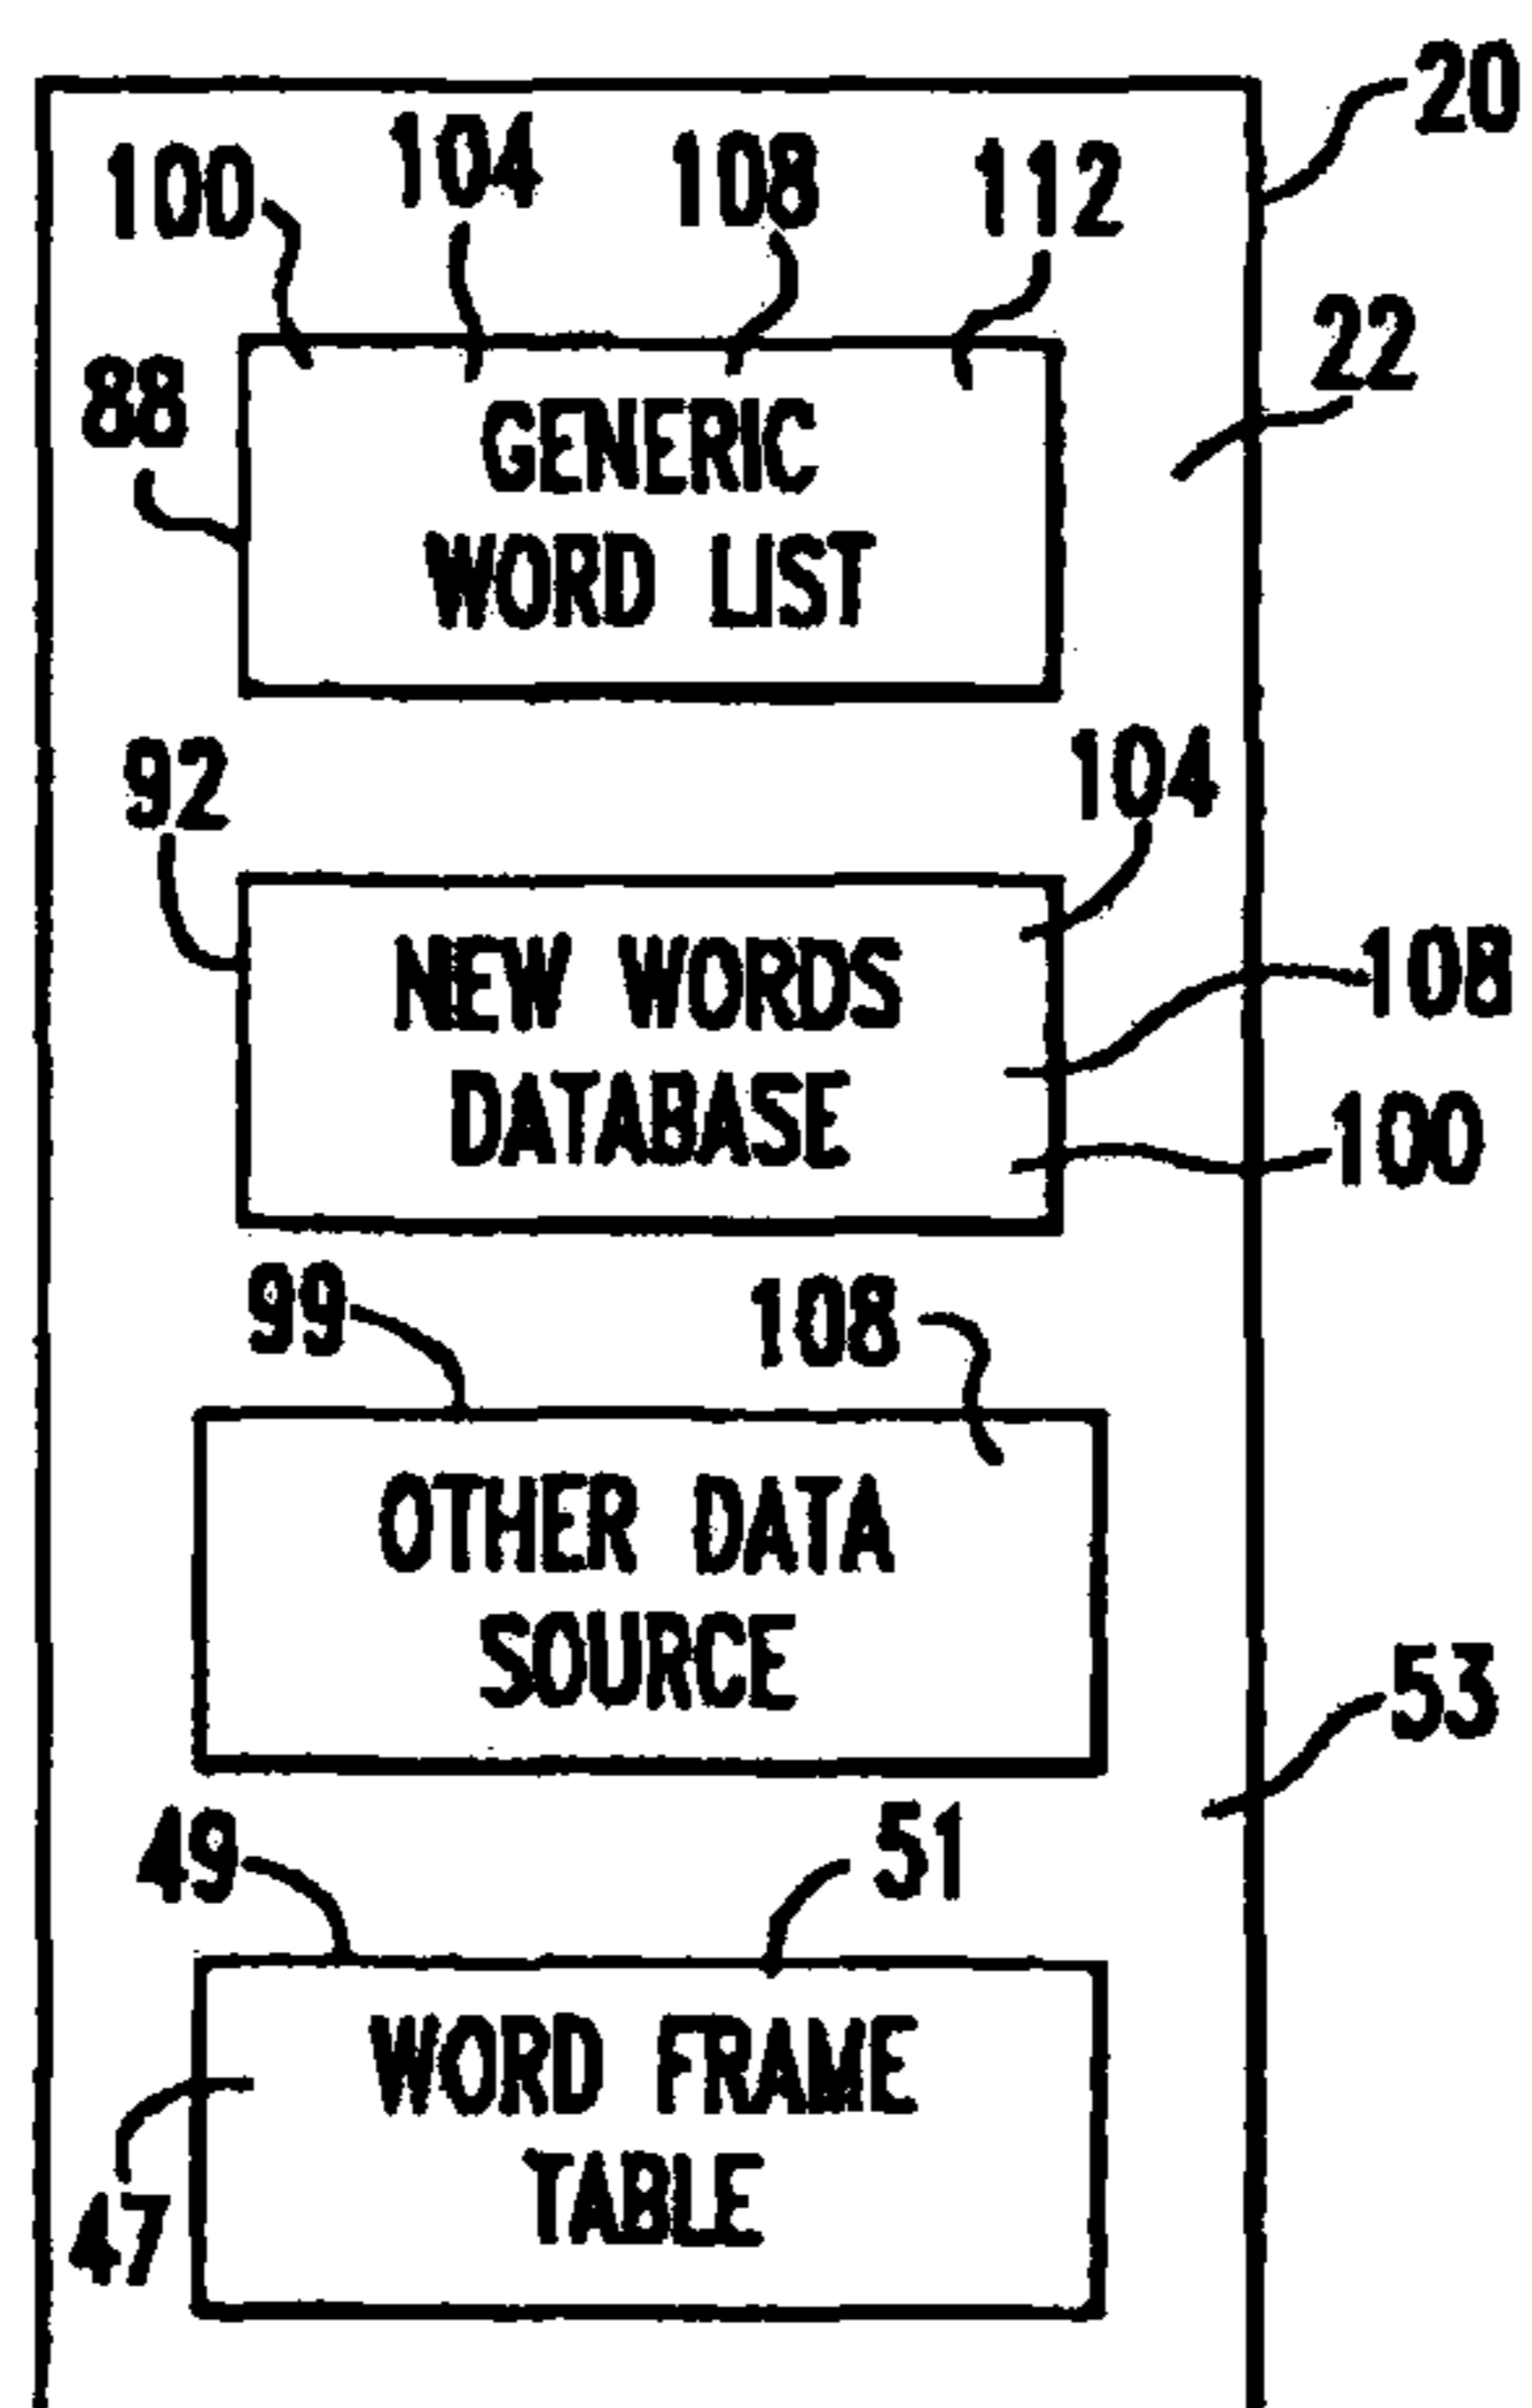 20
100 104 108 112
22
88
GENERIC
WORD LIST
92
104
NEW WORDS
108
DATABASE
100
99 108
OTHER DATA
SOURCE
53
49 51
WORD FRAME
TABLE
47